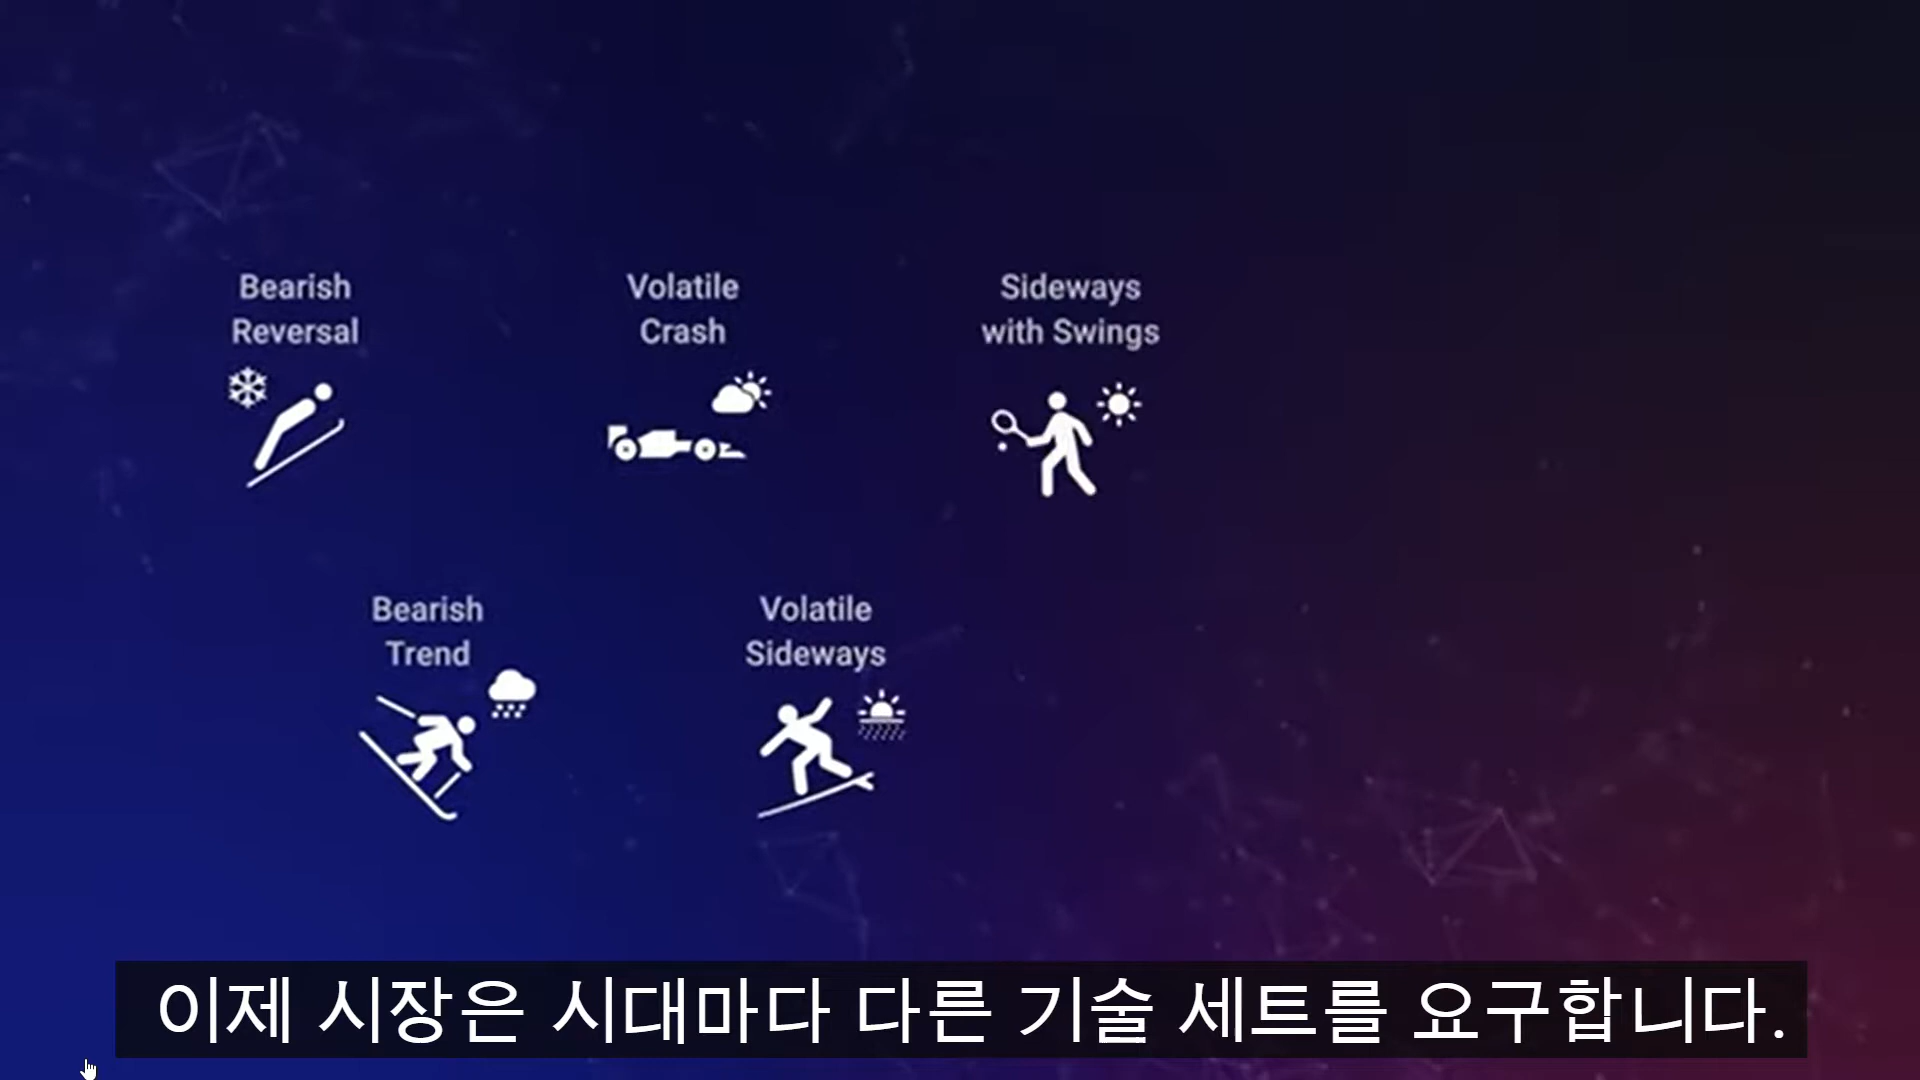 Bearish
Reversal
Volatile
Crash
Sideways
with Swings
Bearish
Trend
Volatile
Sideways
이제 시장은 시대마다 다른 기술 세트를 요구합니다.